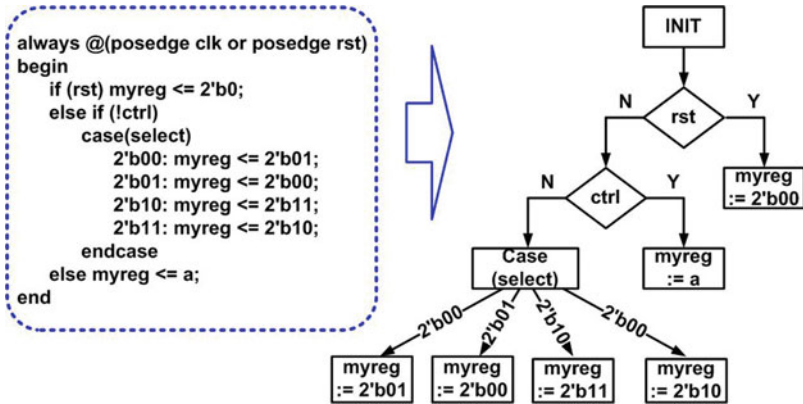 always @(posedge clk or posedge rst)
begin
if (rst) myreg <= 2'b0;
else if (!ctrl)
case(select)
2'b00: myreg <= 2'b01;
2'b01: myreg <= 2'b00;
2'b10: myreg <= 2'b11;
2'b11: myreg <= 2'b10;
endcase
else myreg <= a;
end
INIT
N
rst
Y
myreg
:= 2'b00
N
ctrl
Y
Case
(select)
myreg
:= a
2'b00
2'b01
2'b10
2'b00
myreg
:= 2'b01
myreg
:= 2'b00
myreg
:= 2'b11
myreg
:= 2'b10